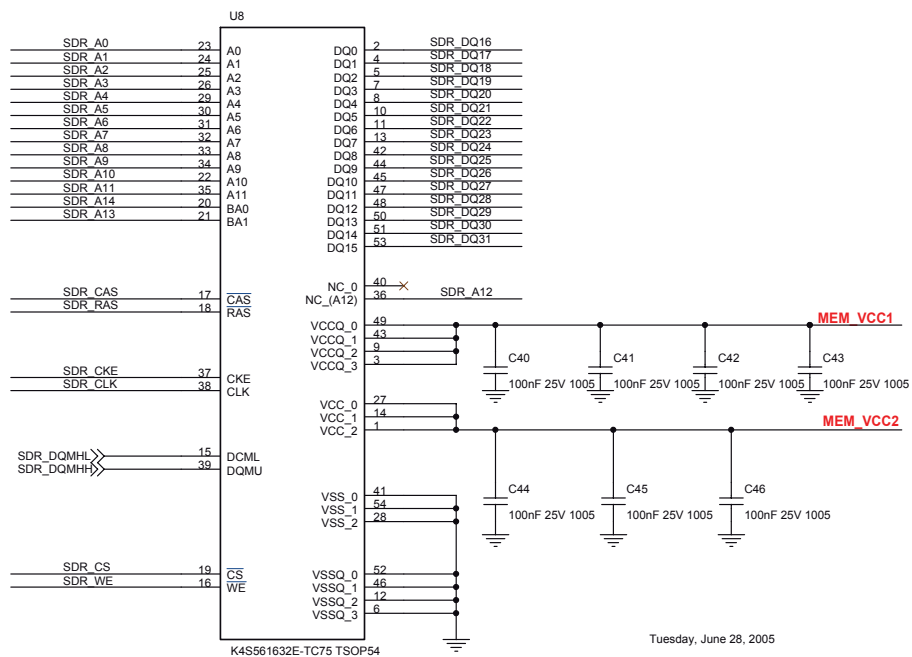 U8
SDR_A0 23 A0 DQ0 2 SDR_DQ16
SDR_A1 24 A1 DQ1 4 SDR_DQ17
SDR_A2 25 A2 DQ2 5 SDR_DQ18
SDR_A3 26 A3 DQ3 7 SDR_DQ19
SDR_A4 29 A4 DQ4 8 SDR_DQ20
SDR_A5 30 A5 DQ5 10 SDR_DQ21
SDR_A6 31 A6 DQ6 11 SDR_DQ22
SDR_A7 32 A7 DQ7 13 SDR_DQ23
SDR_A8 33 A8 DQ8 42 SDR_DQ24
SDR_A9 34 A9 DQ9 44 SDR_DQ25
SDR_A10 22 A10 DQ10 45 SDR_DQ26
SDR_A11 35 A11 DQ11 47 SDR_DQ27
SDR_A14 20 BA0 DQ12 48 SDR_DQ28
SDR_A13 21 BA1 DQ13 50 SDR_DQ29
DQ14 51 SDR_DQ30
DQ15 53 SDR_DQ31
NC_0 40
SDR_CAS 17 CAS NC_(A12) 36 SDR_A12
SDR_RAS 18 RAS
VCCQ_0 49 MEM_VCC1
VCCQ_1 43
VCCQ_2 9
VCCQ_3 3
C40 C41 C42 C43
100nF 25V 1005 100nF 25V 1005 100nF 25V 1005 100nF 25V 1005
SDR_CKE 37 CKE
SDR_CLK 38 CLK
VCC_0 27
VCC_1 14
VCC_2 1 MEM_VCC2
SDR_DQMHL 15 DCML
SDR_DQMHH 39 DQMU
C44 C45 C46
100nF 25V 1005 100nF 25V 1005 100nF 25V 1005
VSS_0 41
VSS_1 54
VSS_2 28
SDR_CS 19 CS VSSQ_0 52
SDR_WE 16 WE VSSQ_1 46
VSSQ_2 12
VSSQ_3 6
K4S561632E-TC75 TSOP54
Tuesday, June 28, 2005